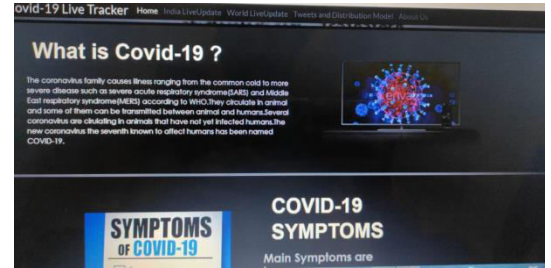 ovid-19 Live Tracker Home India LiveUpdate World LiveUpdate Tweets and Distribution Model About Us
What is Covid-19 ?
The coronavirus family causes illness ranging from the common cold to more
severe disease such as severe acute respiratory syndrome(SARS) and Middle
East respiratory syndrome(MERS) according to WHO.They circulate in animal
and some of them can be transmitted between animal and humans.Several
coronavirus are cirulating in animals that have not yet infected humans.The
new coronavirus the seventh known to affect humans has been named
COVID-19.
SYMPTOMS
OF COVID-19
COVID-19
SYMPTOMS
Main Symptoms are